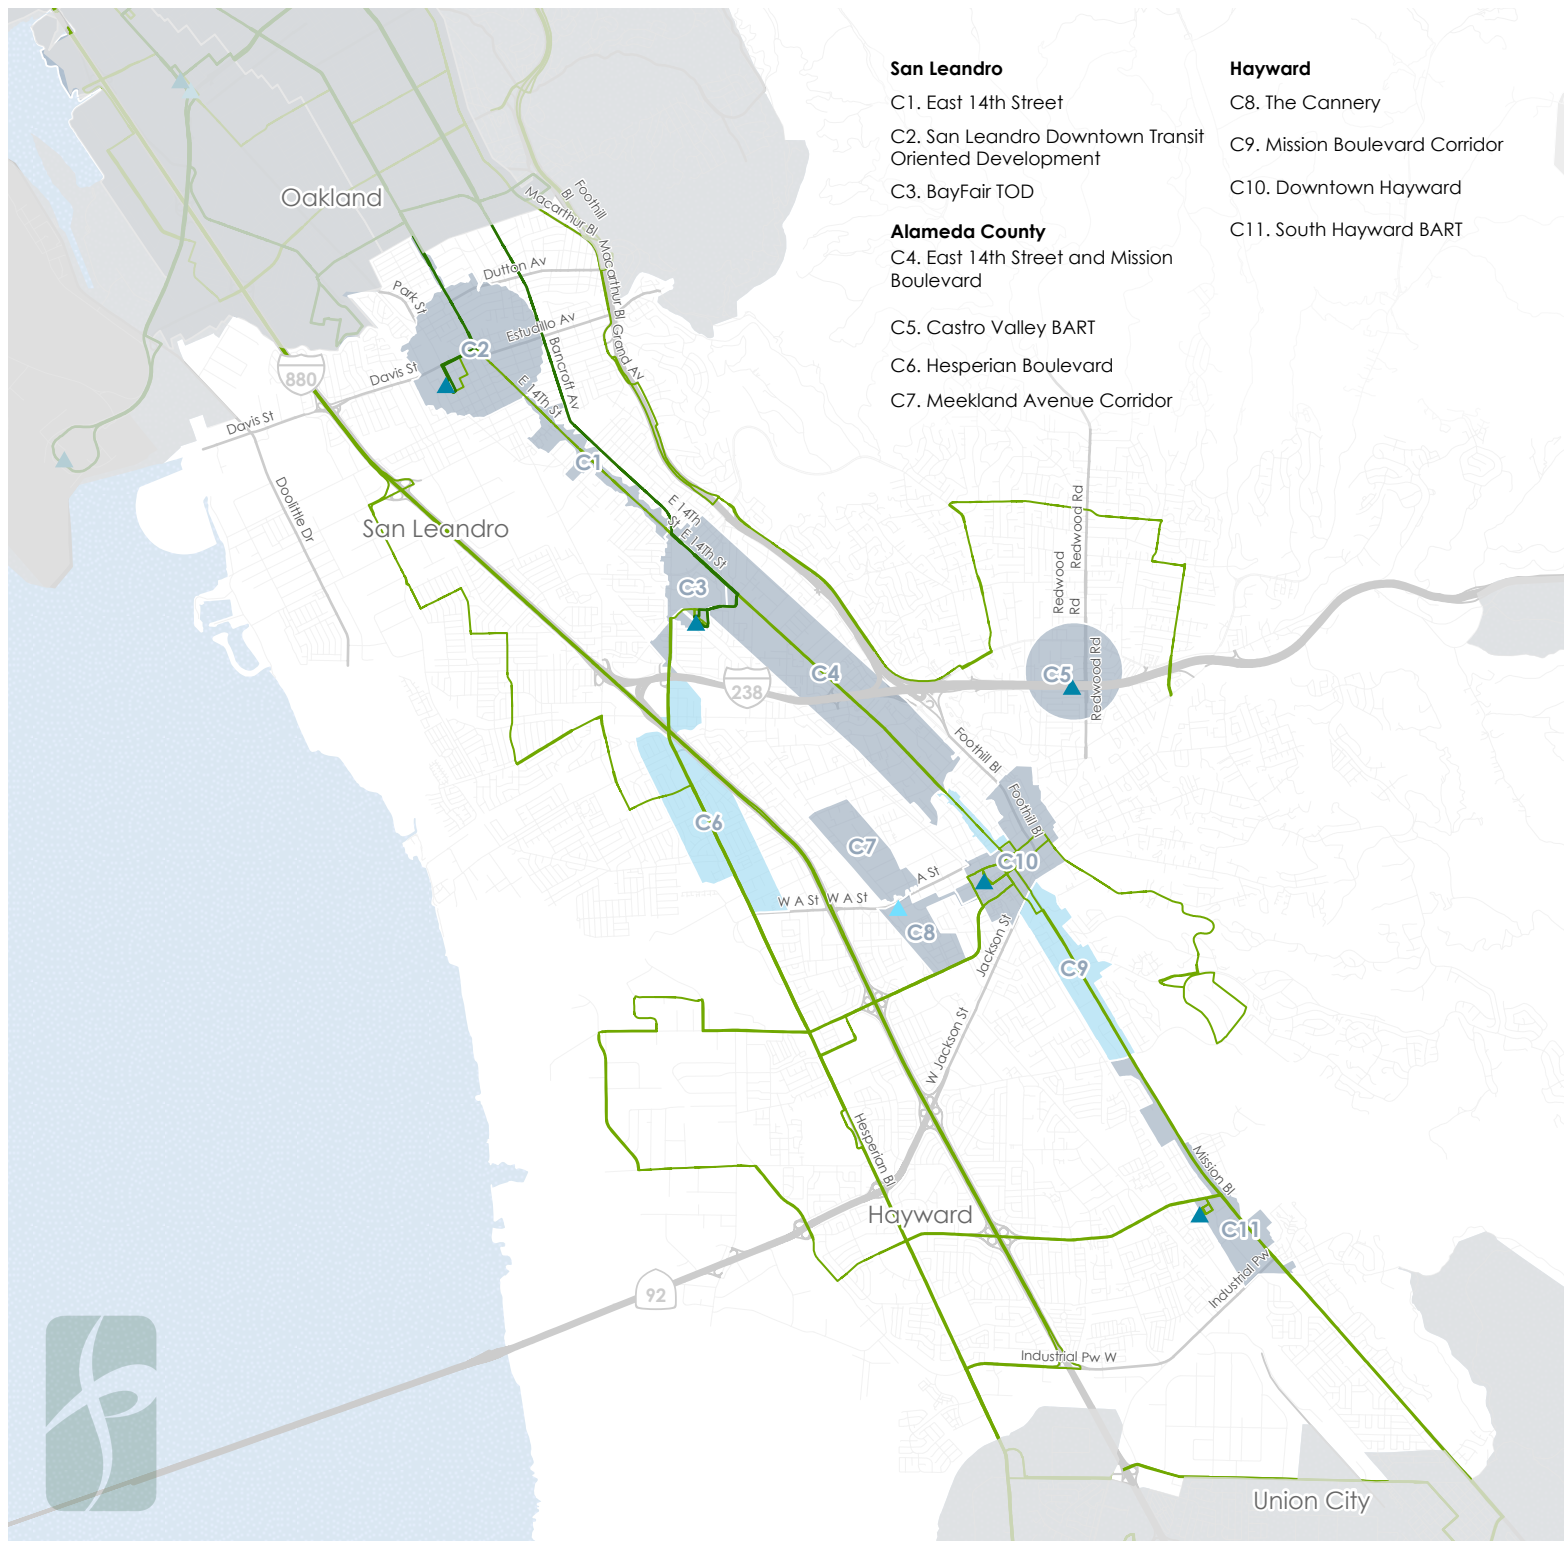 San Leandro
C1. East 14th Street
C2. San Leandro Downtown Transit
Oriented Development
C3. BayFair TOD
Alameda County
C4. East 14th Street and Mission
Boulevard
C5. Castro Valley BART
C6. Hesperian Boulevard
C7. Meekland Avenue Corridor
Hayward
C8. The Cannery
C9. Mission Boulevard Corridor
C10. Downtown Hayward
C11. South Hayward BART
Oakland
Foothill
Bl
Macarthur Bl
Macarthur Bl
Grand Av
Dutton Av
Park St
Estudillo Av
C2
Bancroft Av
Davis St
880
E 14Th St
Davis St
C1
Doolittle Dr
San Leandro
E 14Th
St
E 14Th St
Redwood Rd
Redwood
Rd
C3
C4
C5
Redwood Rd
238
Foothill Bl
Foothill Bl
C6
C7
C10
A St
W A St
W A St
C8
Jackson St
C9
W Jackson St
Hesperian Bl
Mission Bl
Hayward
C11
Industrial Pw
92
Industrial Pw W
Union City